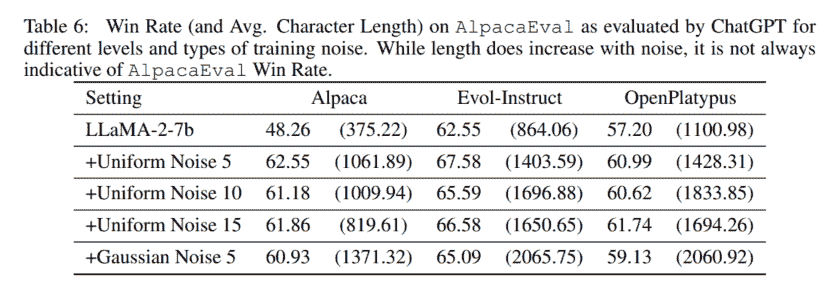 Table 6: Win Rate (and Avg. Character Length) on AlpacaEval as evaluated by ChatGPT for
different levels and types of training noise. While length does increase with noise, it is not always
indicative of AlpacaEval Win Rate.
Setting Alpaca Evol-Instruct OpenPlatypus
LLaMA-2-7b 48.26 (375.22) 62.55 (864.06) 57.20 (1100.98)
+Uniform Noise 5 62.55 (1061.89) 67.58 (1403.59) 60.99 (1428.31)
+Uniform Noise 10 61.18 (1009.94) 65.59 (1696.88) 60.62 (1833.85)
+Uniform Noise 15 61.86 (819.61) 66.58 (1650.65) 61.74 (1694.26)
+Gaussian Noise 5 60.93 (1371.32) 65.09 (2065.75) 59.13 (2060.92)